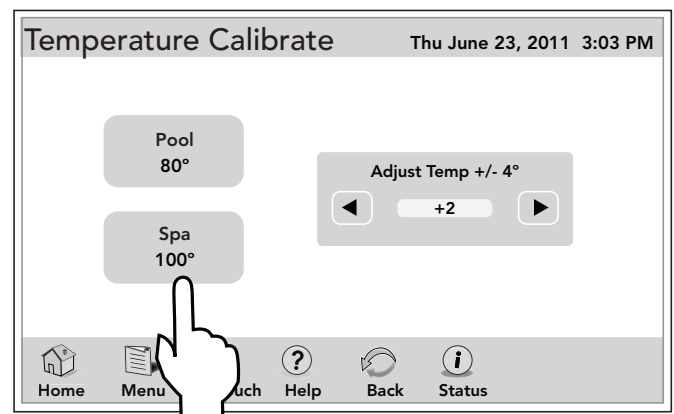 Temperature Calibrate Thu June 23, 2011 3:03 PM
Pool
80°
Adjust Temp +/- 4°
+2
Spa
100°
Home Menu Help Back Status